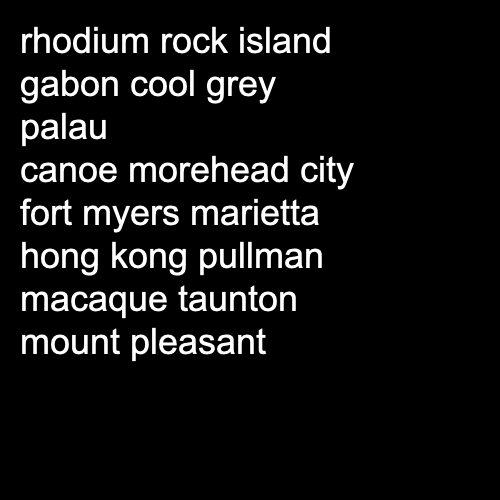 rhodium rock island
gabon cool grey
palau
canoe morehead city
fort myers marietta
hong kong pullman
macaque taunton
mount pleasant